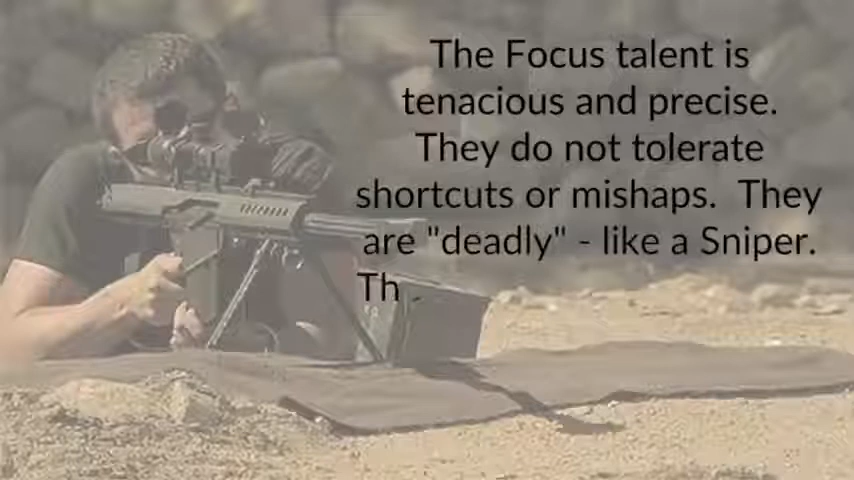 The Focus talent is
tenacious and precise.
They do not tolerate
shortcuts or mishaps. They
are "deadly" - like a Sniper.
Th